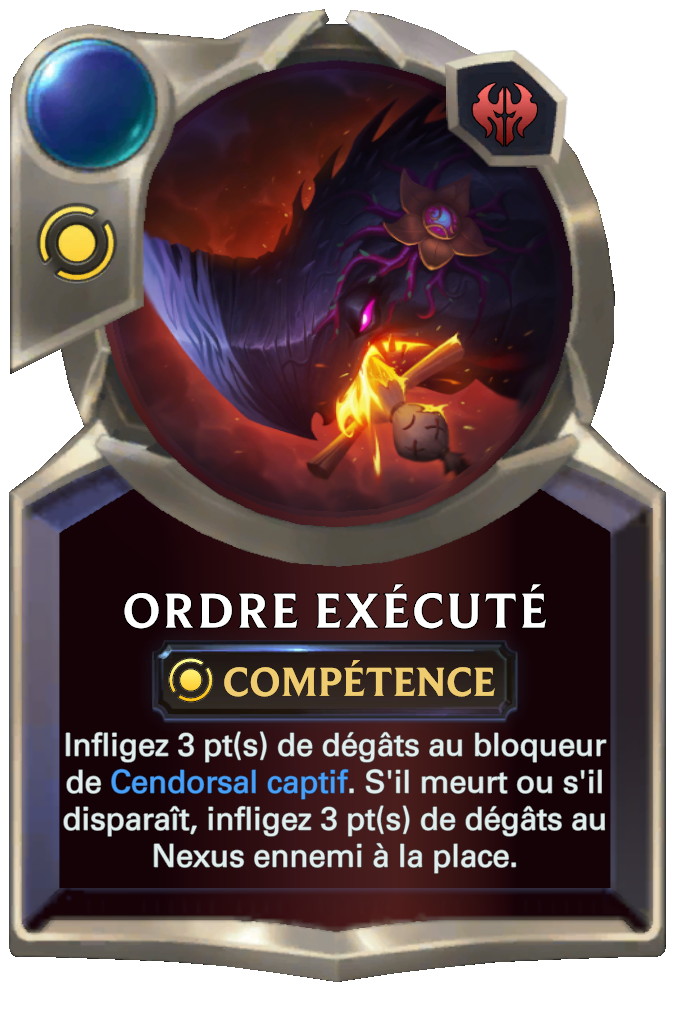 ORDRE EXÉCUTÉ
COMPÉTENCE
Infligez 3 pt(s) de dégâts au bloqueur
de Cendorsal captif. S'il meurt ou s'il
disparaît, infligez 3 pt(s) de dégâts au
Nexus ennemi à la place.